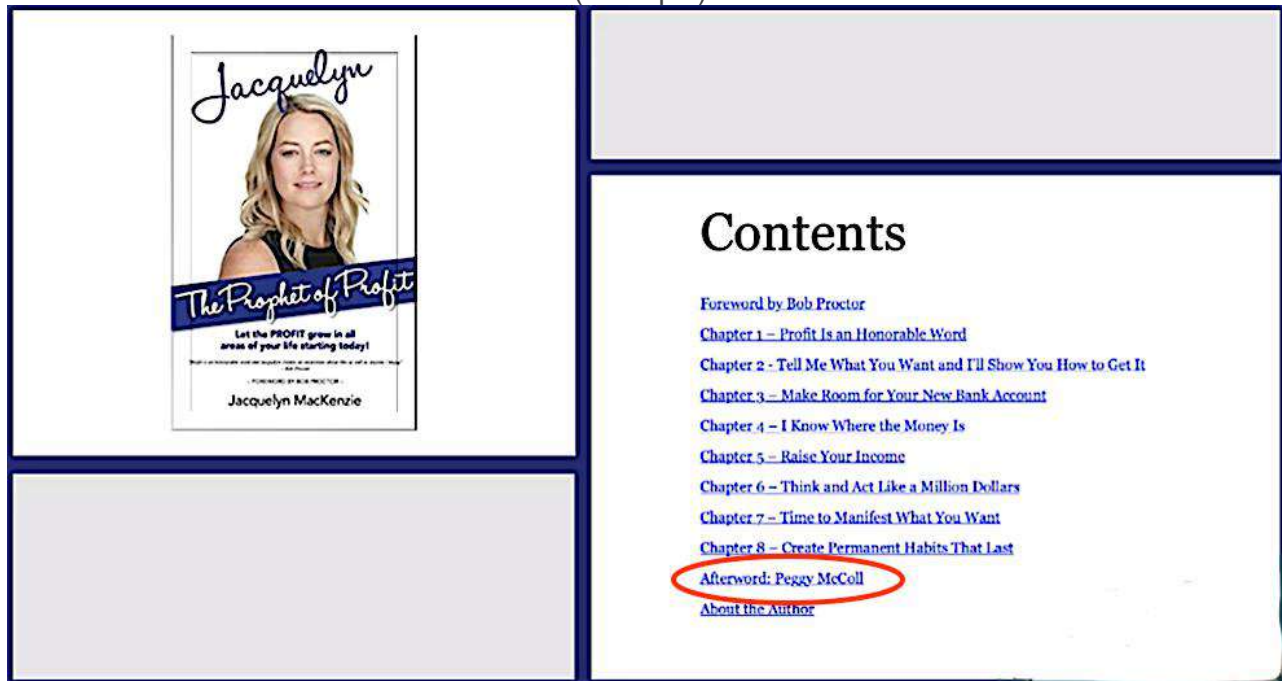 Jacquelyn
The Prophet of Profit
Let the PROFIT grow in all
areas of your life starting today!
- FOREWORD BY BOB PROCTOR -
Jacquelyn MacKenzie
Contents
Foreword by Bob Proctor
Chapter 1 – Profit Is an Honorable Word
Chapter 2 - Tell Me What You Want and I'll Show You How to Get It
Chapter 3 – Make Room for Your New Bank Account
Chapter 4 – I Know Where the Money Is
Chapter 5 – Raise Your Income
Chapter 6 – Think and Act Like a Million Dollars
Chapter 7 – Time to Manifest What You Want
Chapter 8 – Create Permanent Habits That Last
Afterword: Peggy McColl
About the Author